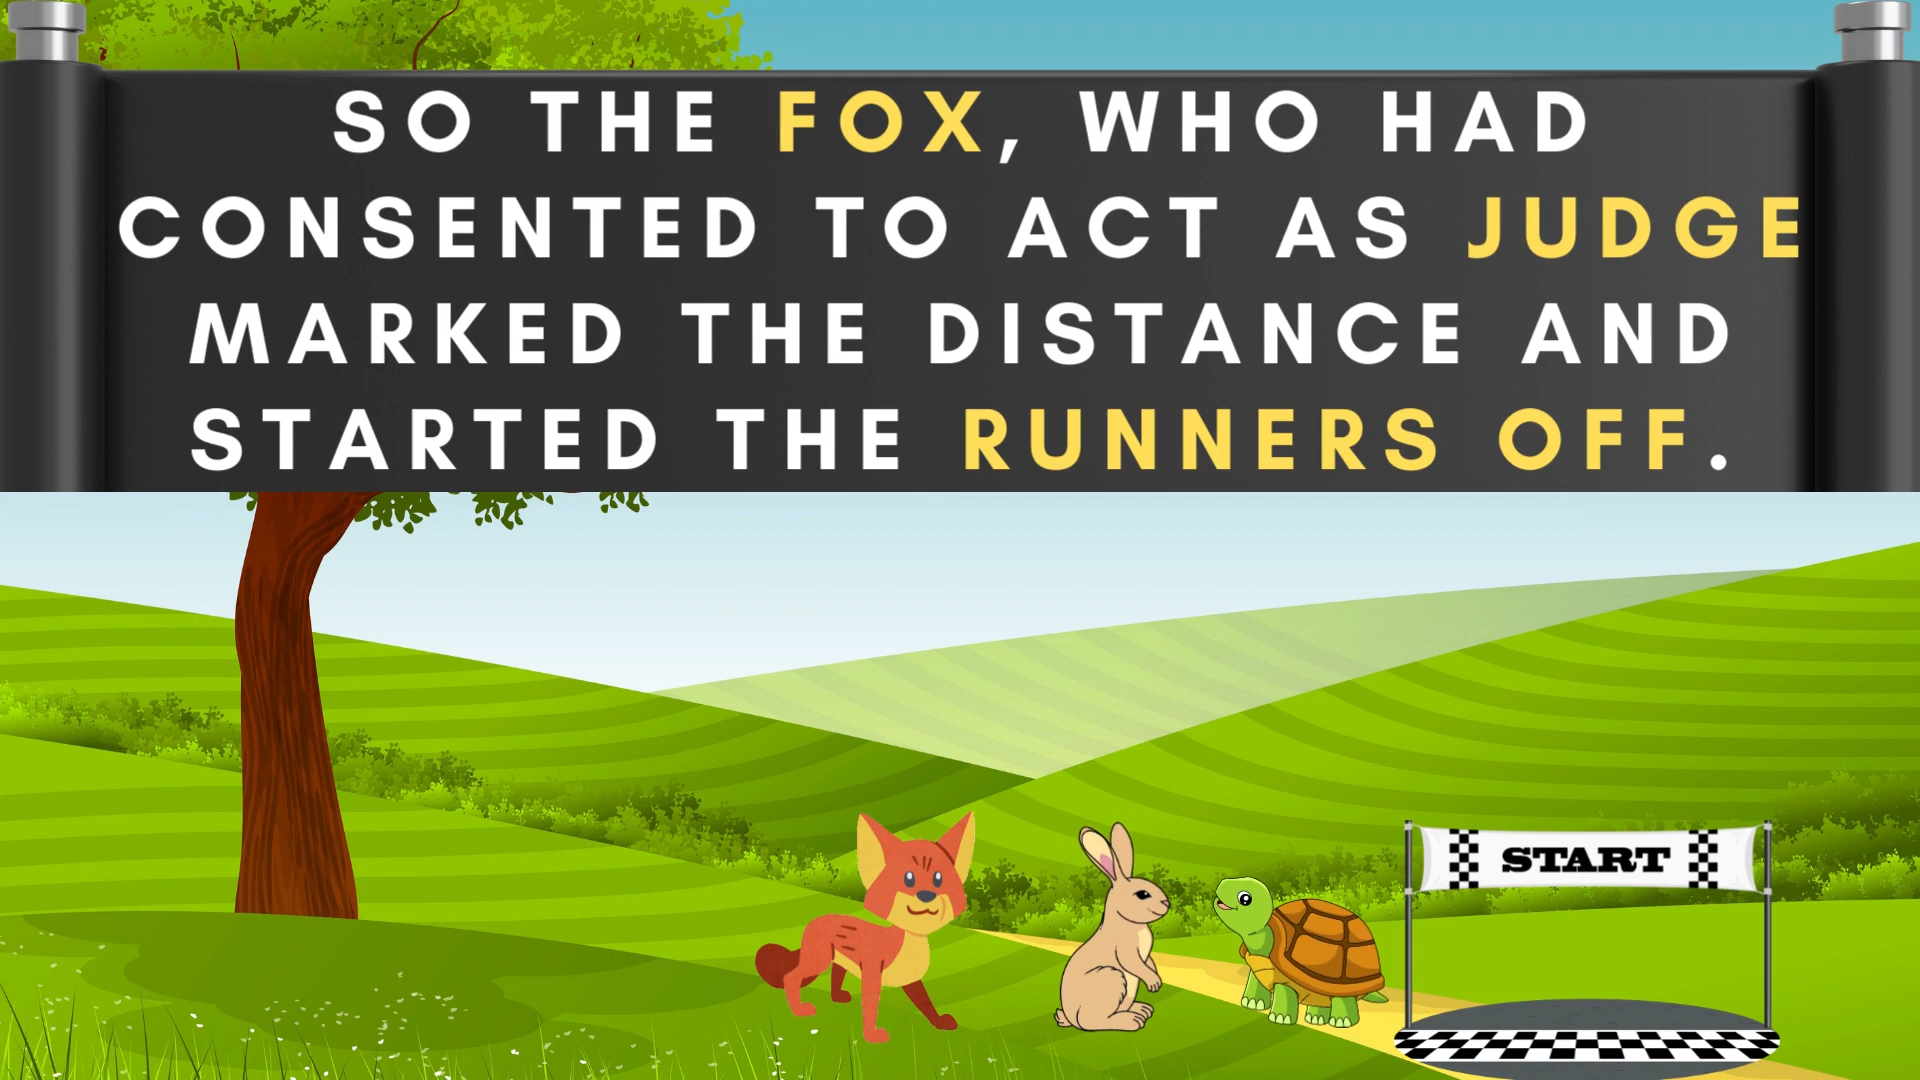 SO THE FOX, WHO HAD
CONSENTED TO ACT AS JUDGE
MARKED THE DISTANCE AND
STARTED THE RUNNERS OFF.
START